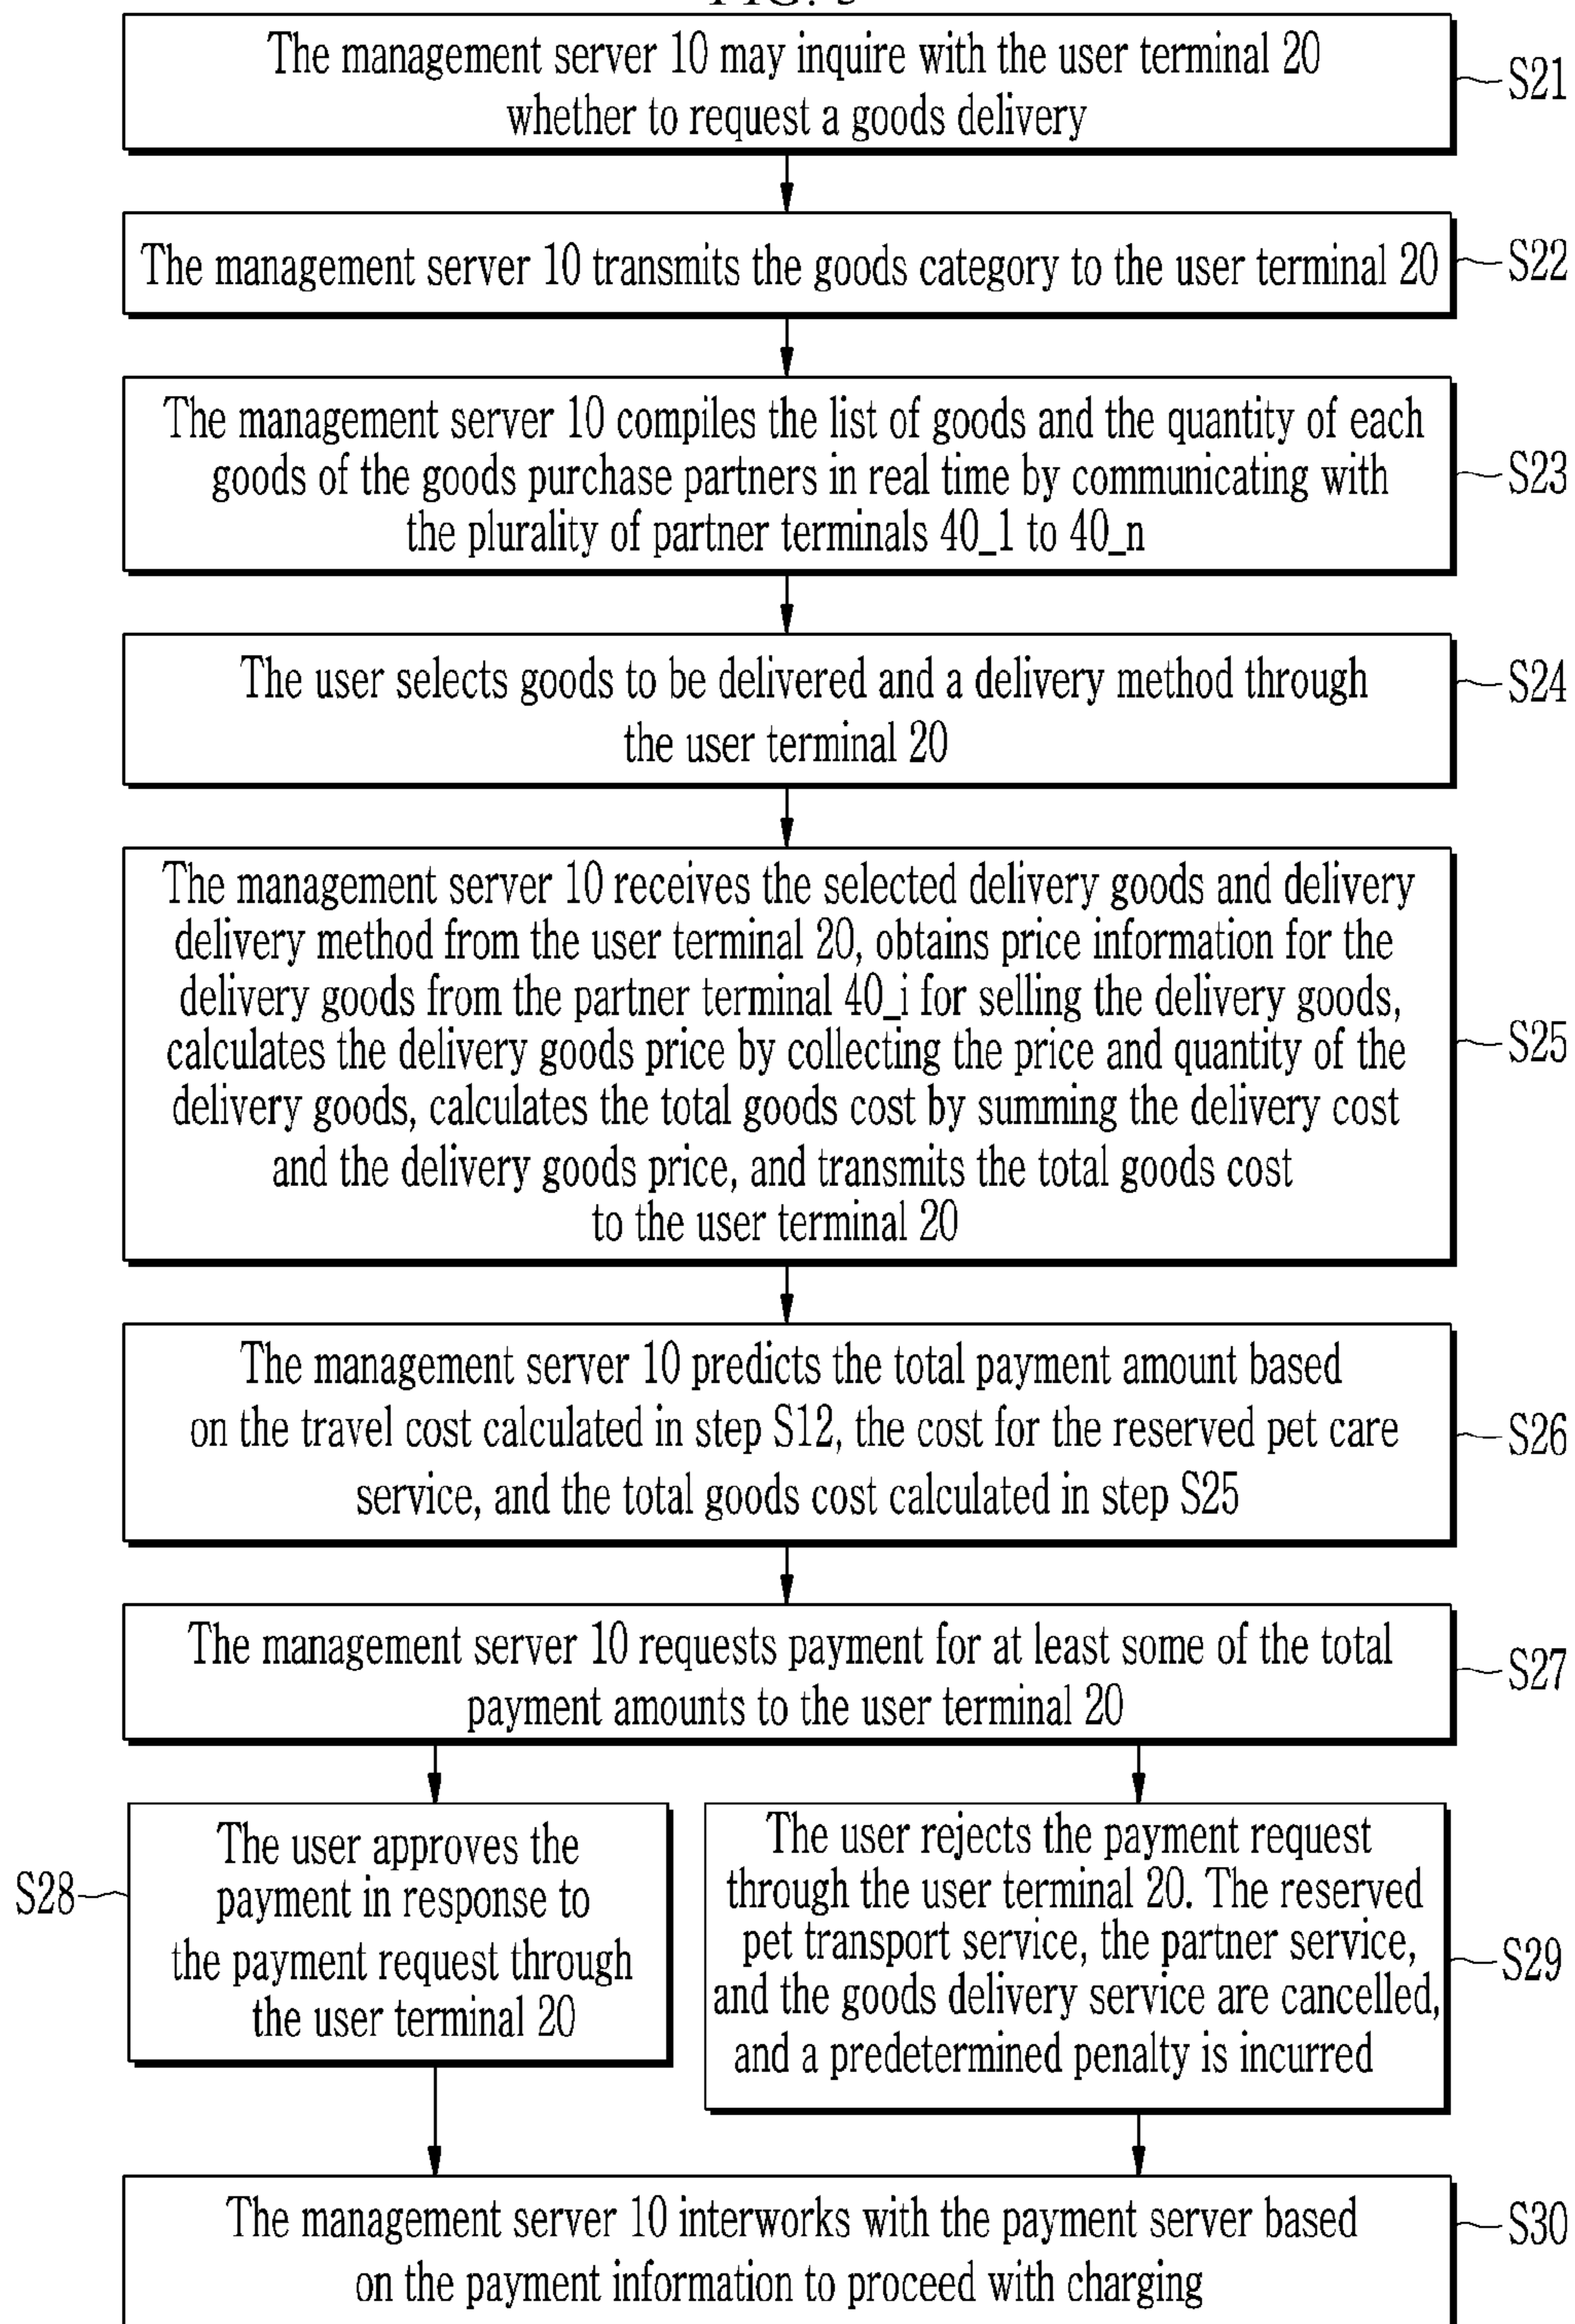 The management server 10 may inquire with the user terminal 20
whether to request a goods delivery
S21
The management server 10 transmits the goods category to the user terminal 20
S22
The management server 10 compiles the list of goods and the quantity of each
goods of the goods purchase partners in real time by communicating with
the plurality of partner terminals 40_1 to 40_n
S23
The user selects goods to be delivered and a delivery method through
the user terminal 20
S24
The management server 10 receives the selected delivery goods and delivery
delivery method from the user terminal 20, obtains price information for the
delivery goods from the partner terminal 40_i for selling the delivery goods,
calculates the delivery goods price by collecting the price and quantity of the
delivery goods, calculates the total goods cost by summing the delivery cost
and the delivery goods price, and transmits the total goods cost
to the user terminal 20
S25
The management server 10 predicts the total payment amount based
on the travel cost calculated in step S12, the cost for the reserved pet care
service, and the total goods cost calculated in step S25
S26
The management server 10 requests payment for at least some of the total
payment amounts to the user terminal 20
S27
The user approves the
payment in response to
the payment request through
the user terminal 20
S28
The user rejects the payment request
through the user terminal 20. The reserved
pet transport service, the partner service,
and the goods delivery service are cancelled,
and a predetermined penalty is incurred
S29
The management server 10 interworks with the payment server based
on the payment information to proceed with charging
S30